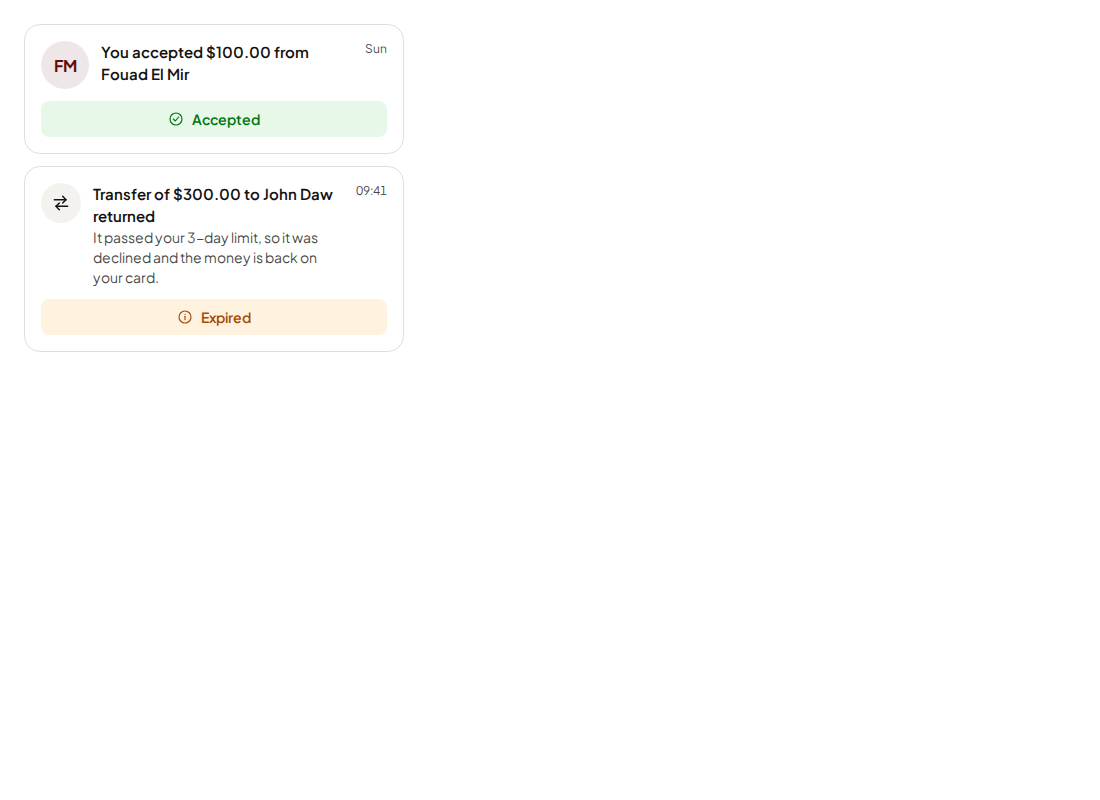 FM
You accepted $100.00 from
Fouad El Mir
Sun
Accepted
Transfer of $300.00 to John Daw
returned
09:41
It passed your 3-day limit, so it was
declined and the money is back on
your card.
Expired